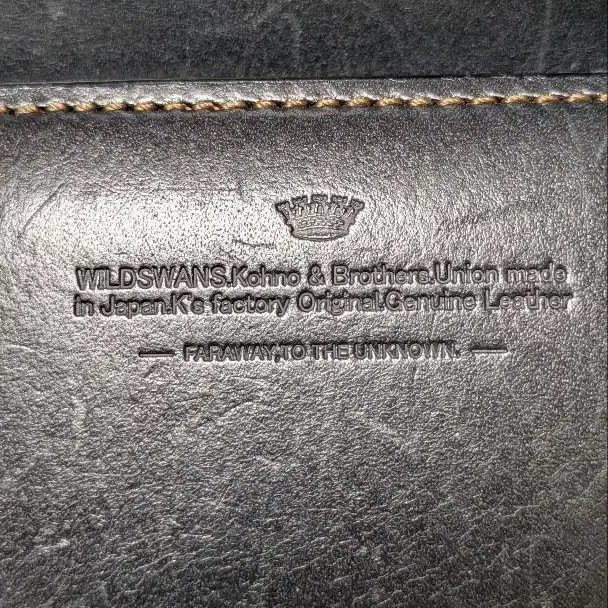 WILDSWANS.Kohno & Brothers.Union made
in Japan.K's factory Original.Genuine Leather
FARAWAY,TO THE UNKNOWN.